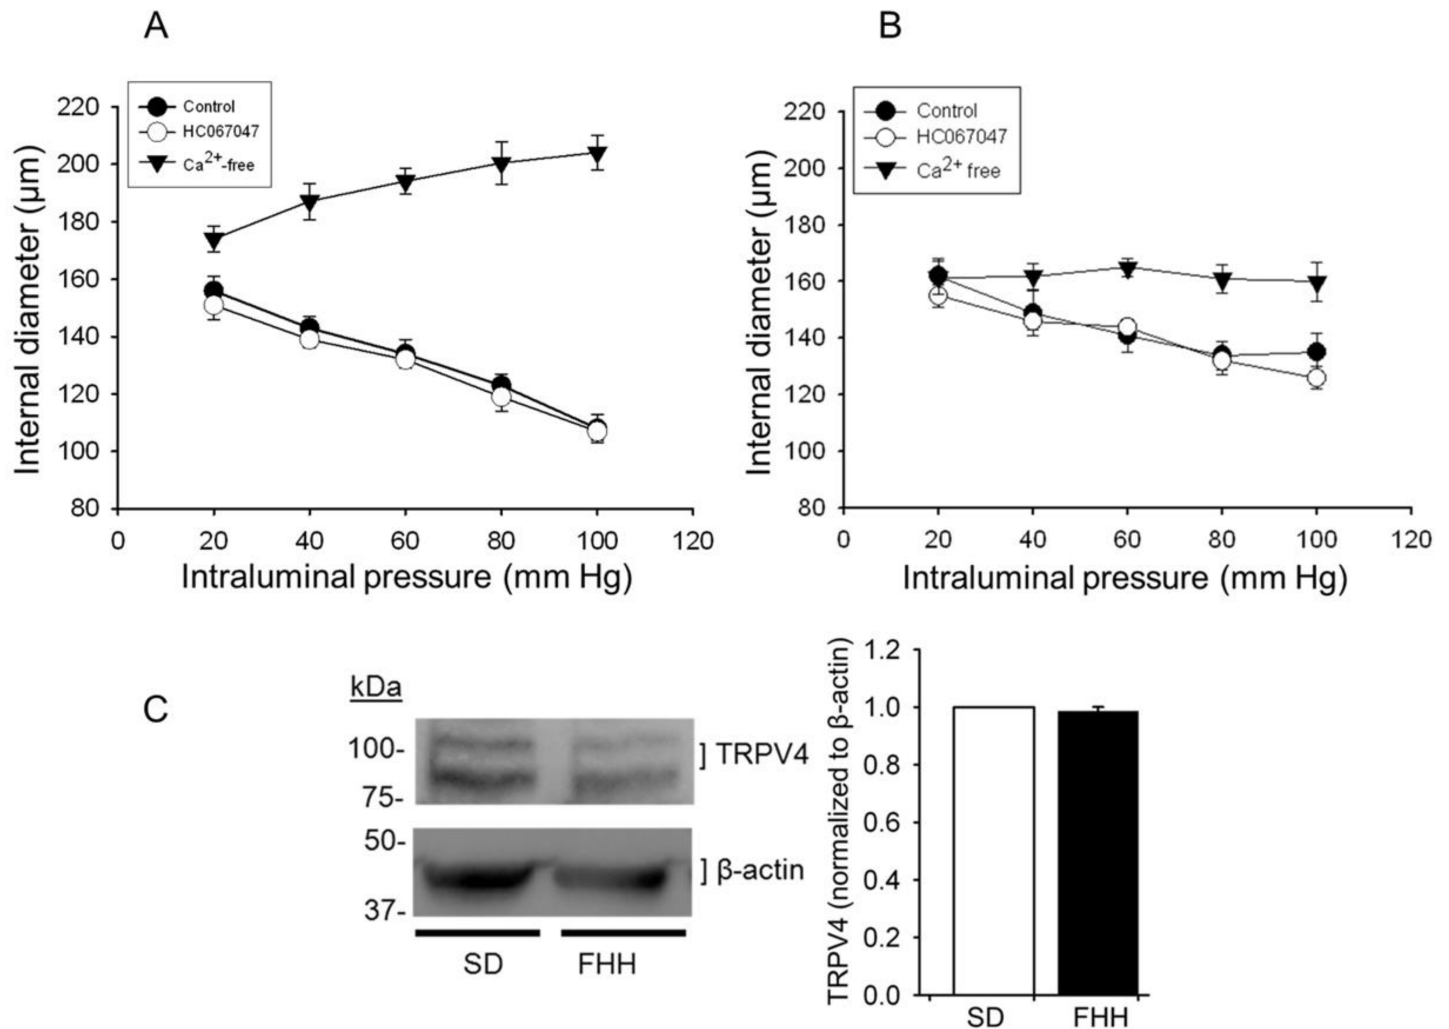 A
Control
HC067047
Ca2+-free
220
200
180
160
140
120
100
80
Internal diameter (µm)
0 20 40 60 80 100 120
Intraluminal pressure (mm Hg)
B
Control
HC067047
Ca2+ free
220
200
180
160
140
120
100
80
Internal diameter (µm)
0 20 40 60 80 100 120
Intraluminal pressure (mm Hg)
C
kDa
100-
75-
] TRPV4
50-
37-
] β-actin
SD FHH
TRPV4 (normalized to β-actin)
1.2
1.0
0.8
0.6
0.4
0.2
0.0
SD FHH